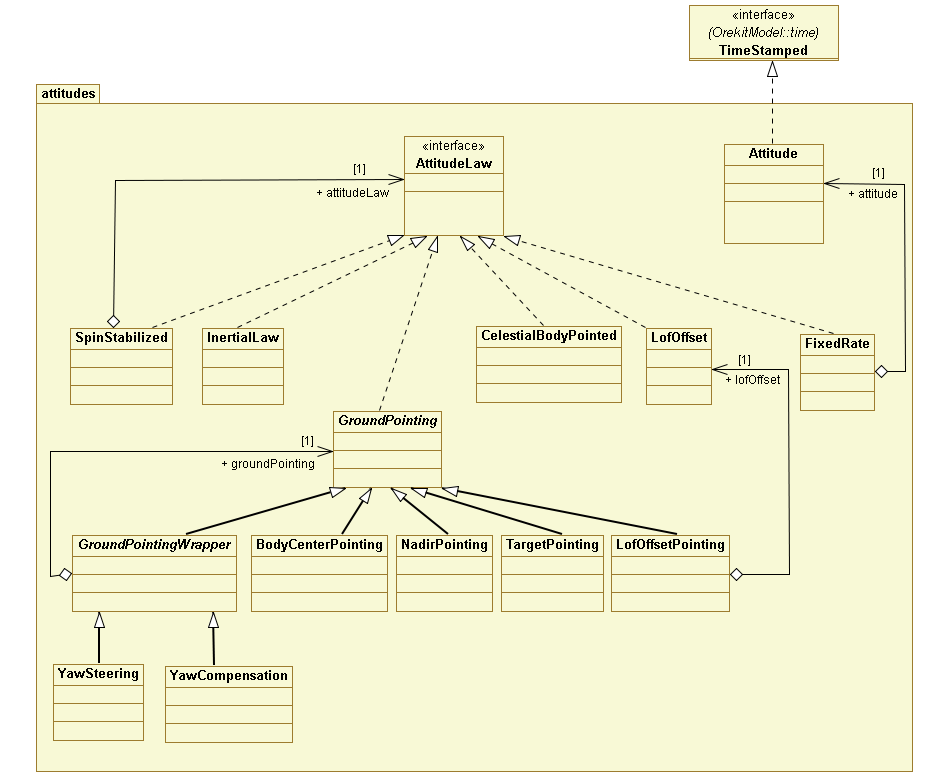 «interface»
(OrekitModel::time)
TimeStamped
attitudes
«interface»
AttitudeLaw
Attitude
[1]
+ attitudeLaw
[1]
+ attitude
SpinStabilized
InertialLaw
CelestialBodyPointed
LofOffset
FixedRate
[1]
+ lofOffset
GroundPointing
[1]
+ groundPointing
GroundPointingWrapper
BodyCenterPointing
NadirPointing
TargetPointing
LofOffsetPointing
YawSteering
YawCompensation